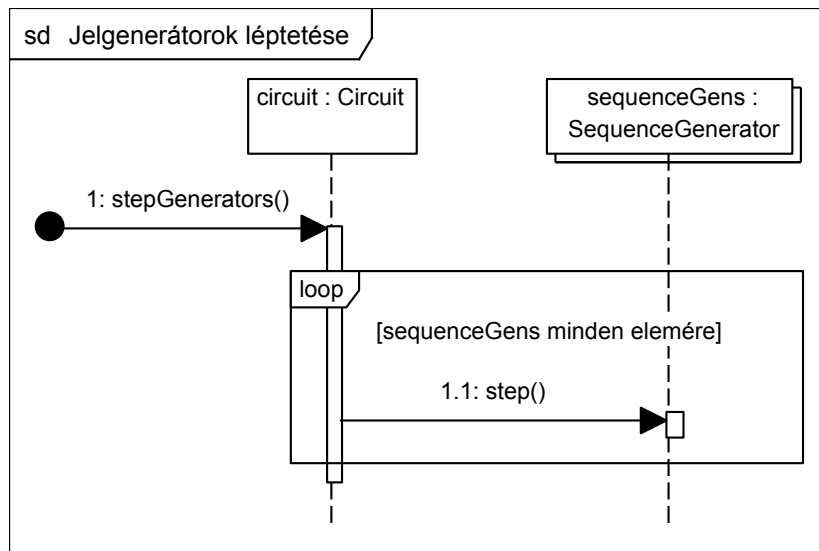 sd Jelgenerátorok léptetése
circuit : Circuit
sequenceGens :
SequenceGenerator
1: stepGenerators()
loop
[sequenceGens minden elemére]
1.1: step()